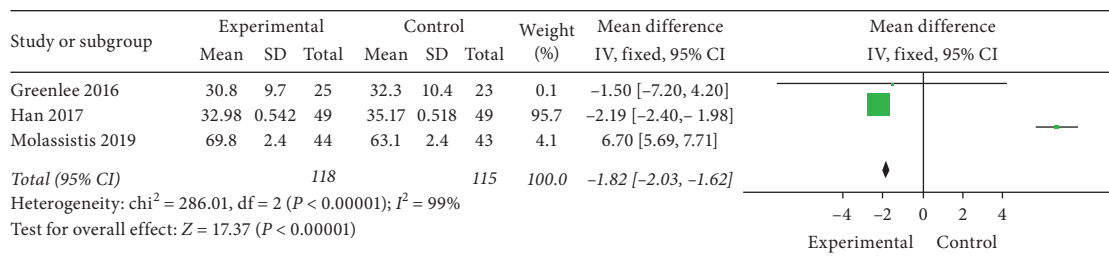 Study or subgroup Experimental Control Weight (%) Mean difference IV, fixed, 95% CI Mean difference IV, fixed, 95% CI
Mean SD Total Mean SD Total
Greenlee 2016 30.8 9.7 25 32.3 10.4 23 0.1 –1.50 [–7.20, 4.20]
Han 2017 32.98 0.542 49 35.17 0.518 49 95.7 –2.19 [–2.40,– 1.98]
Molassistis 2019 69.8 2.4 44 63.1 2.4 43 4.1 6.70 [5.69, 7.71]
Total (95% CI) 118 115 100.0 –1.82 [–2.03, –1.62]
Heterogeneity: chi² = 286.01, df = 2 (P < 0.00001); I² = 99%
Test for overall effect: Z = 17.37 (P < 0.00001)
–4 –2 0 2 4
Experimental Control